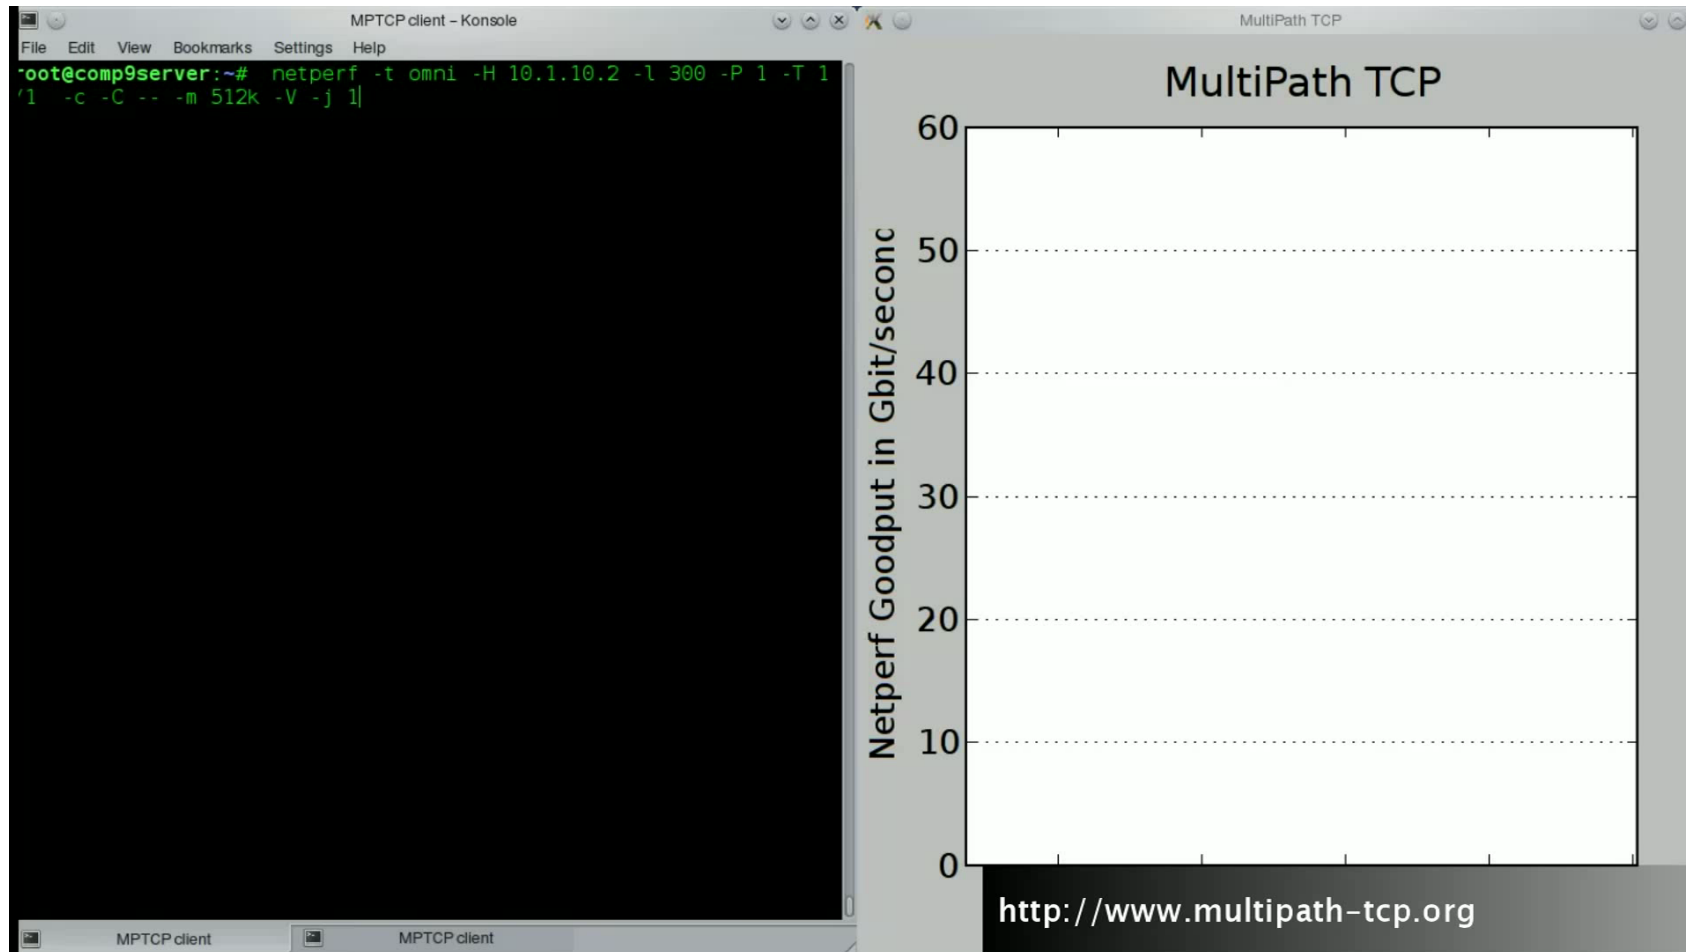 MPTCP client – Konsole
File Edit View Bookmarks Settings Help
root@comp9server:~# netperf -t omni -H 10.1.10.2 -l 300 -P 1 -T 1
/1 -c -C -- -m 512k -V -j 1
MPTCP client
MPTCP client
MultiPath TCP
MultiPath TCP
Netperf Goodput in Gbit/second
60
50
40
30
20
10
0
http://www.multipath-tcp.org